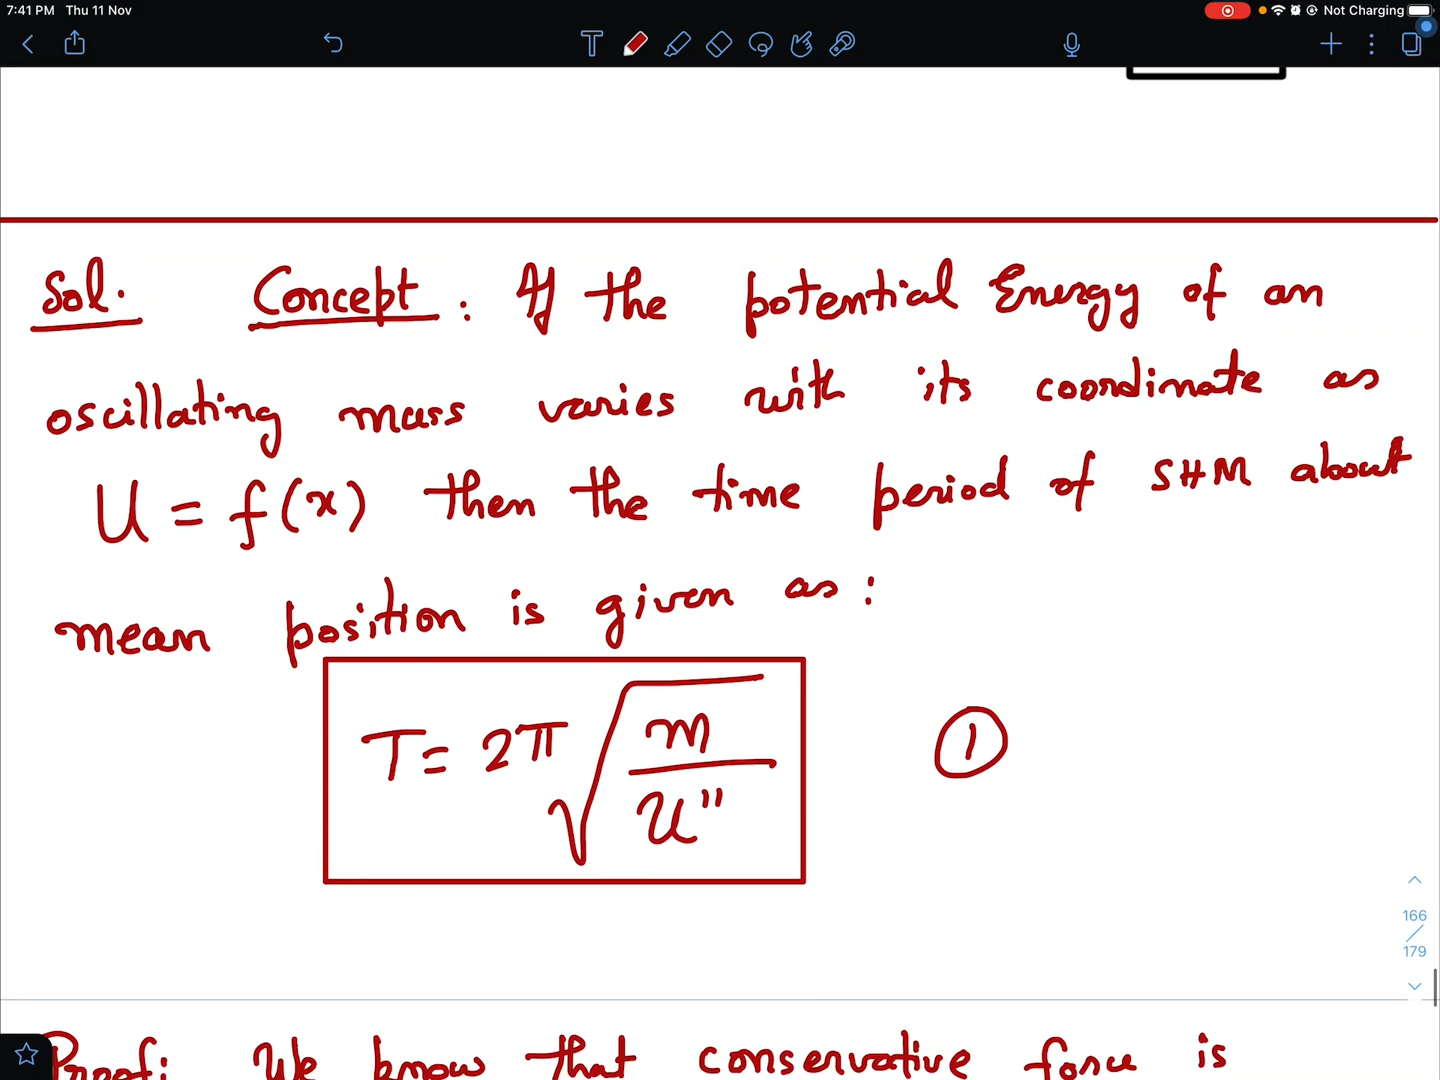 7:41 PM Thu 11 Nov
Not Charging
Sol. Concept : If the potential Energy of an
oscillating mass varies with its coordinate as
U = f(x) then the time period of SHM about
mean position is given as :
T = 2π √(m/U'')
①
166
/
179
Proof: We know that conservative force is